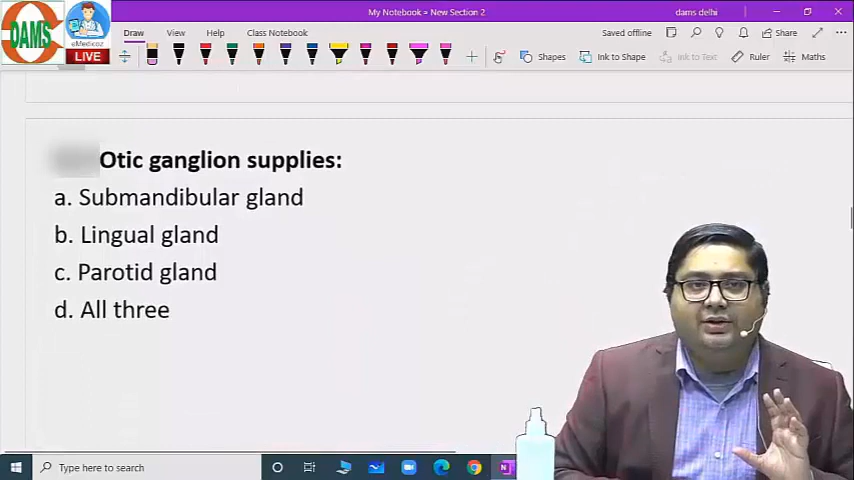 DAMS
eMedicoz
LIVE
My Notebook » New Section 2
dams delhi
Draw
View
Help
Class Notebook
Saved offline
Share
Shapes
Ink to Shape
Ink to Text
Ruler
Maths
Otic ganglion supplies:
a. Submandibular gland
b. Lingual gland
c. Parotid gland
d. All three
Type here to search